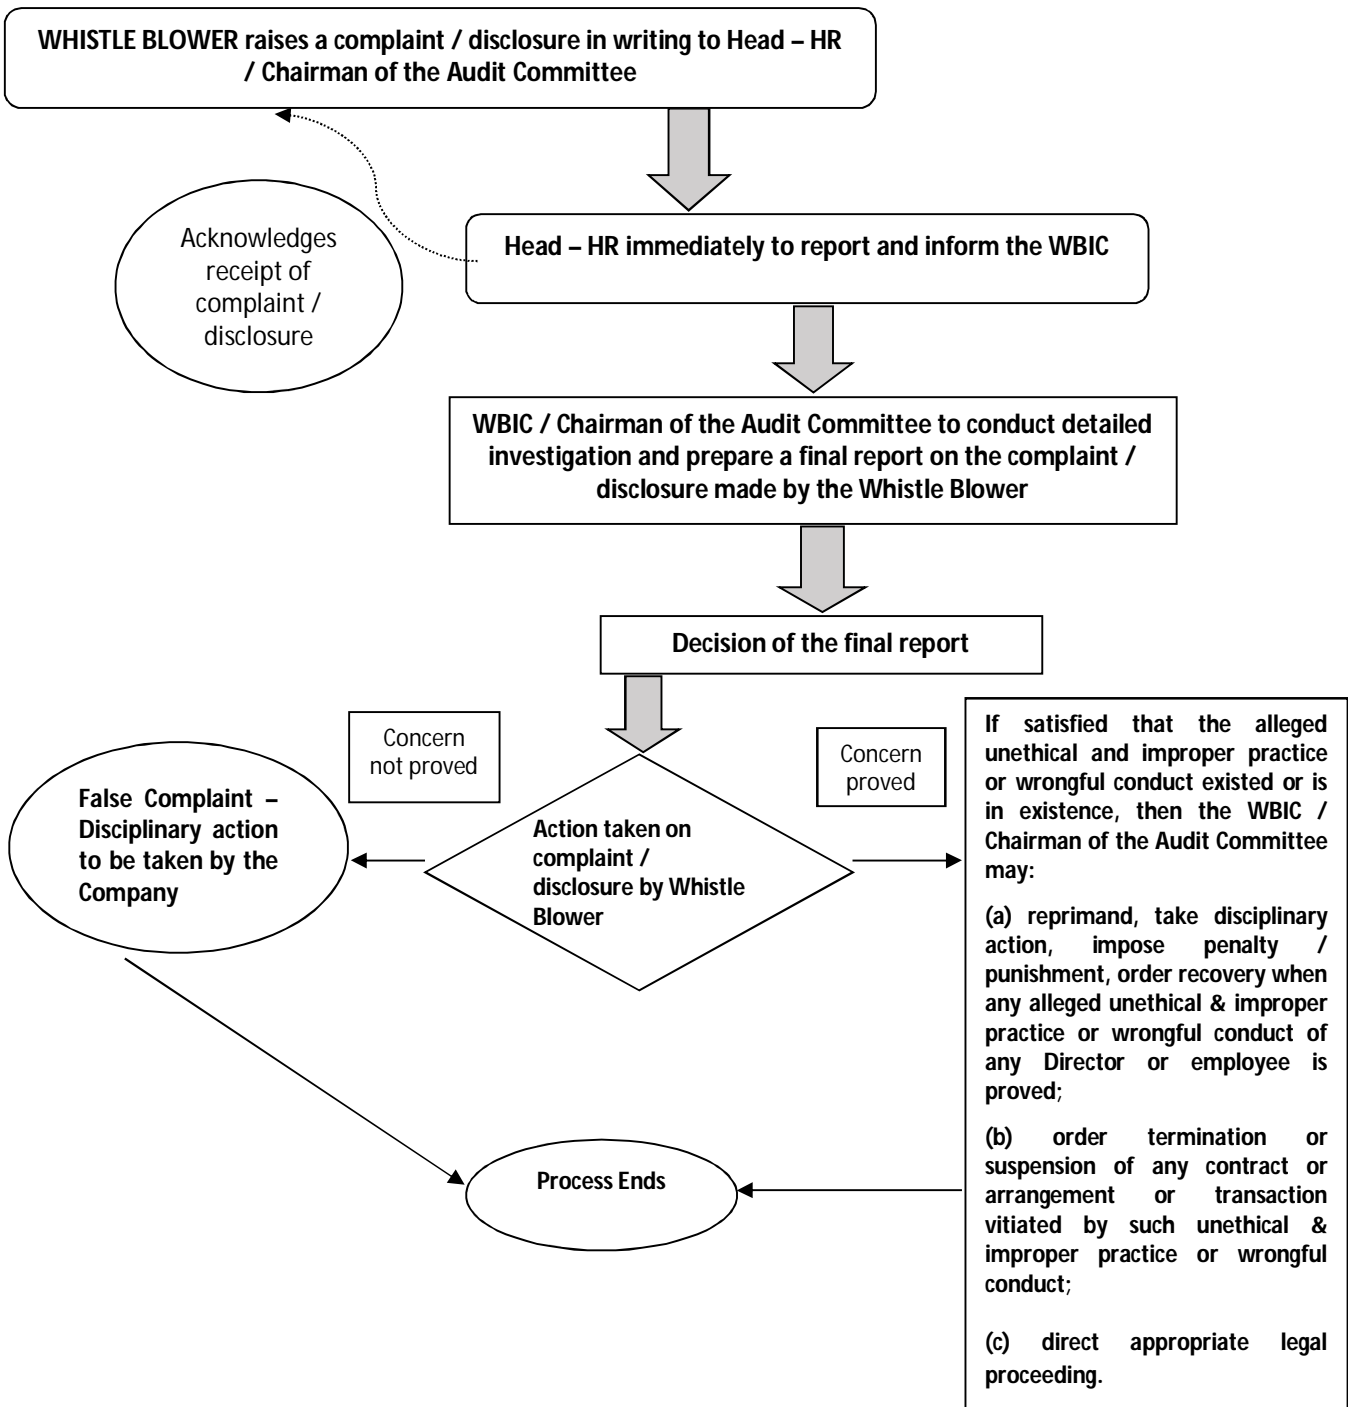 WHISTLE BLOWER raises a complaint / disclosure in writing to Head – HR
/ Chairman of the Audit Committee
Acknowledges
receipt of
complaint /
disclosure
Head – HR immediately to report and inform the WBIC
WBIC / Chairman of the Audit Committee to conduct detailed
investigation and prepare a final report on the complaint /
disclosure made by the Whistle Blower
Decision of the final report
Concern
not proved
Concern
proved
False Complaint –
Disciplinary action
to be taken by the
Company
Action taken on
complaint /
disclosure by Whistle
Blower
If satisfied that the alleged
unethical and improper practice
or wrongful conduct existed or is
in existence, then the WBIC /
Chairman of the Audit Committee
may:
(a) reprimand, take disciplinary
action, impose penalty /
punishment, order recovery when
any alleged unethical & improper
practice or wrongful conduct of
any Director or employee is
proved;
(b) order termination or
suspension of any contract or
arrangement or transaction
vitiated by such unethical &
improper practice or wrongful
conduct;
(c) direct appropriate legal
proceeding.
Process Ends